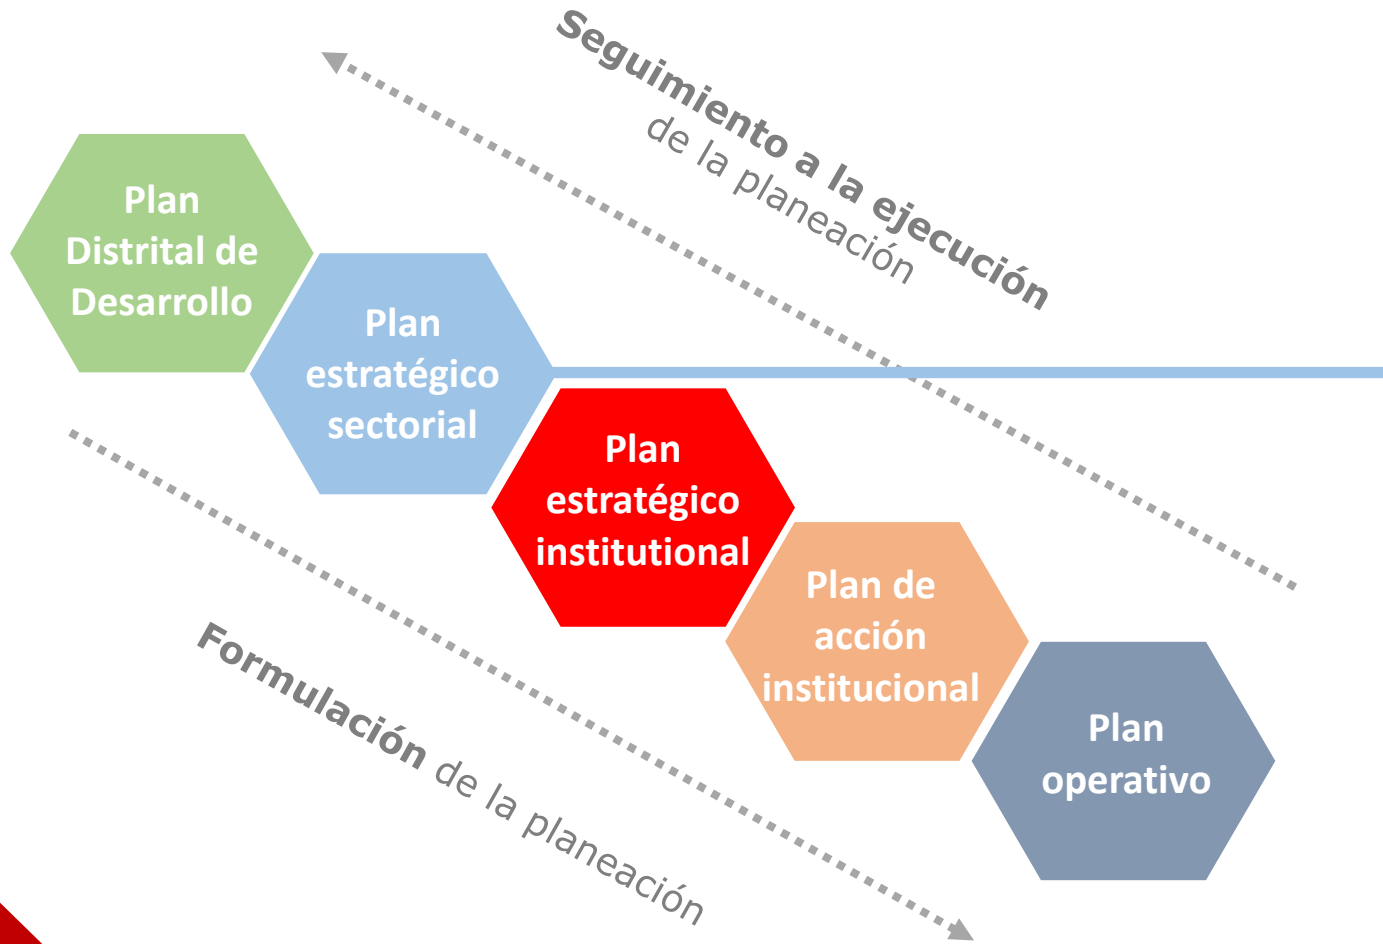 Seguimiento a la ejecución
de la planeación
Plan
Distrital de
Desarrollo
Plan
estratégico
sectorial
Plan
estratégico
institutional
Plan de
acción
institucional
Plan
operativo
Formulación de la planeación